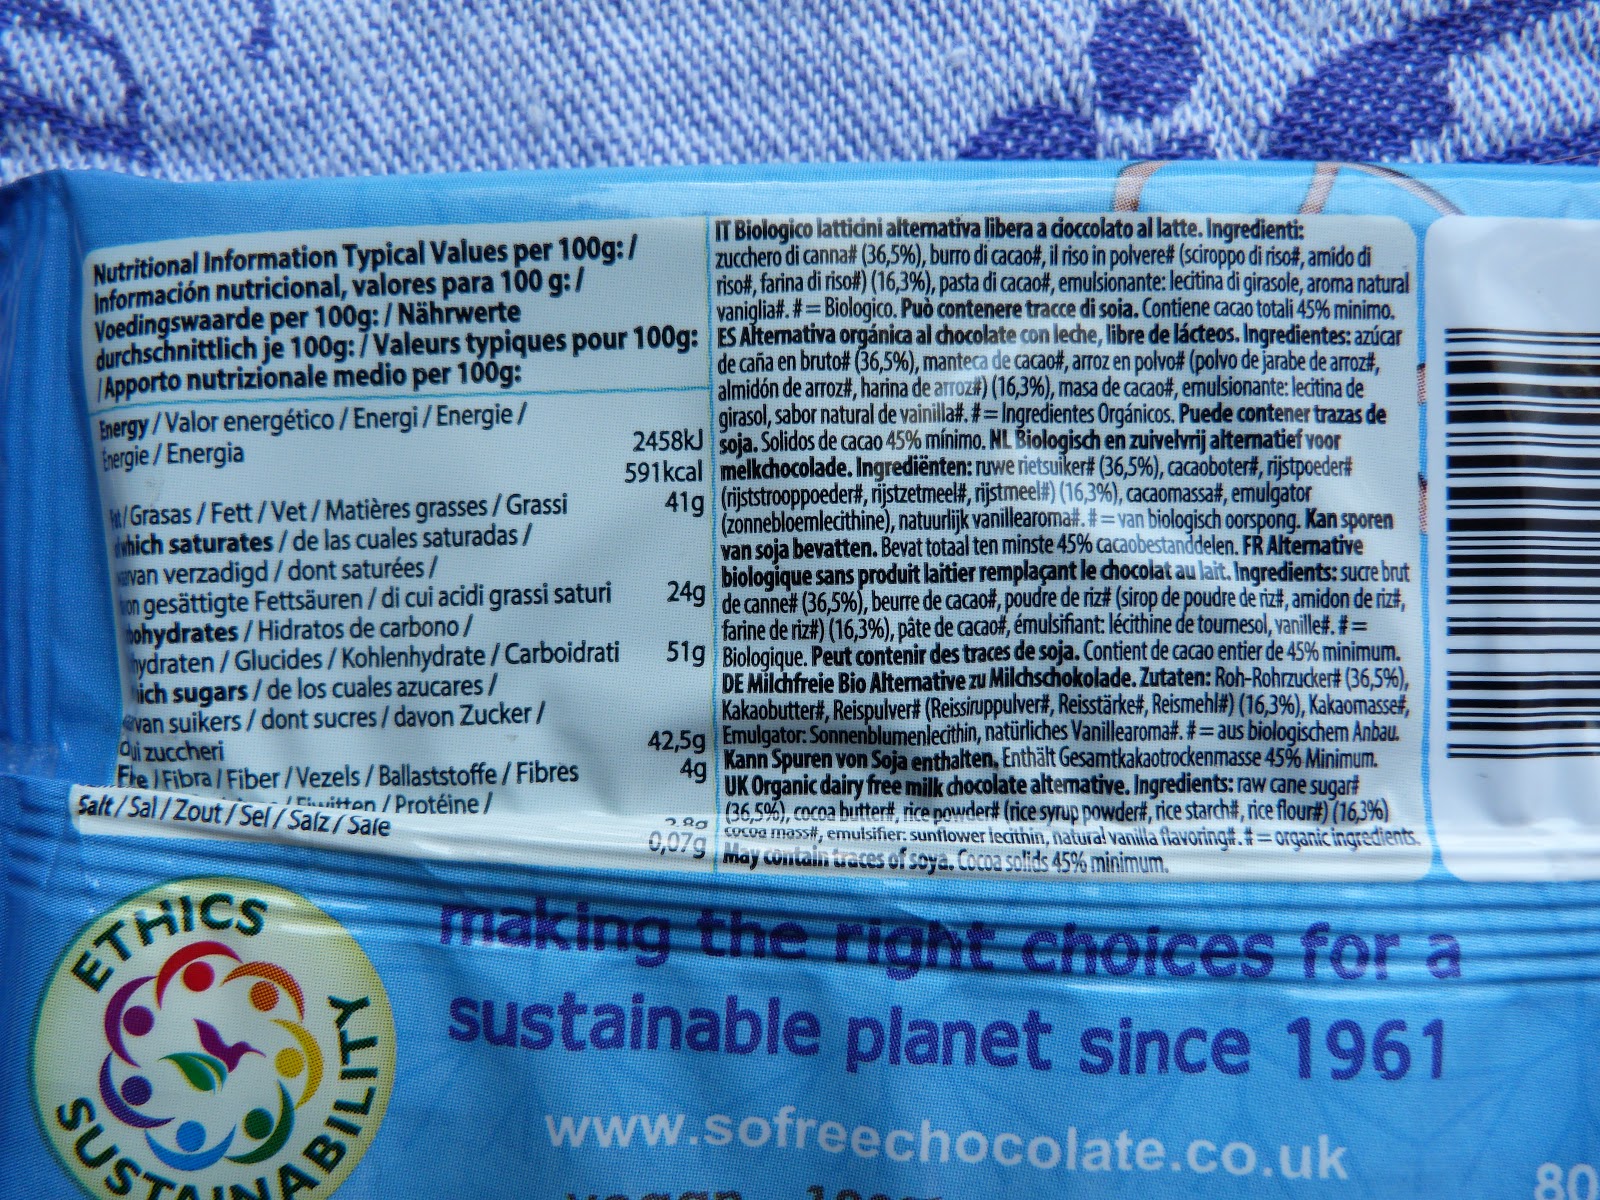 Nutritional Information Typical Values per 100g: /
Información nutricional, valores para 100 g: /
Voedingswaarde per 100g: / Nährwerte
durchschnittlich je 100g: / Valeurs typiques pour 100g:
/ Apporto nutrizionale medio per 100g:
Energy / Valor energético / Energi / Energie /
Énergie / Energia
2458kJ
591kcal
/ Grasas / Fett / Vet / Matières grasses / Grassi 41g
which saturates / de las cuales saturadas /
van verzadigd / dont saturées /
gesättigte Fettsäuren / di cui acidi grassi saturi 24g
bohydrates / Hidratos de carbono /
hydraten / Glucides / Kohlenhydrate / Carboidrati 51g
ich sugars / de los cuales azucares /
van suikers / dont sucres / davon Zucker /
zuccheri 42,5g
/ Fibra / Fiber / Vezels / Ballaststoffe / Fibres 4g
/ Protéine /
Salt / Sal / Zout / Sel / Salz / Sale 0,07g
IT Biologico latticini alternativa libera a cioccolato al latte. Ingredienti:
zucchero di canna# (36,5%), burro di cacao#, il riso in polvere# (sciroppo di riso#, amido di
riso#, farina di riso#) (16,3%), pasta di cacao#, emulsionante: lecitina di girasole, aroma natural
vaniglia#. # = Biologico. Può contenere tracce di soia. Contiene cacao totali 45% minimo.
ES Alternativa orgánica al chocolate con leche, libre de lácteos. Ingredientes: azúcar
de caña en bruto# (36,5%), manteca de cacao#, arroz en polvo# (polvo de jarabe de arroz#,
almidón de arroz#, harina de arroz#) (16,3%), masa de cacao#, emulsionante: lecitina de
girasol, sabor natural de vainilla#. # = Ingredientes Orgánicos. Puede contener trazas de
soja. Solidos de cacao 45% mínimo. NL Biologisch en zuivelvrij alternatief voor
melkchocolade. Ingrediënten: ruwe rietsuiker# (36,5%), cacaoboter#, rijstpoeder#
(rijststrooppoeder#, rijstzetmeel#, rijstmeel#) (16,3%), cacaomassa#, emulgator
(zonnebloemlecithine), natuurlijk vanillearoma#. # = van biologisch oorspong. Kan sporen
van soja bevatten. Bevat totaal ten minste 45% cacaobestanddelen. FR Alternative
biologique sans produit laitier remplaçant le chocolat au lait. Ingredients: sucre brut
de canne# (36,5%), beurre de cacao#, poudre de riz# (sirop de poudre de riz#, amidon de riz#,
farine de riz#) (16,3%), pâte de cacao#, émulsifiant: lécithine de tournesol, vanille#. # =
Biologique. Peut contenir des traces de soja. Contient de cacao entier de 45% minimum.
DE Milchfreie Bio Alternative zu Milchschokolade. Zutaten: Roh-Rohrzucker# (36,5%),
Kakaobutter#, Reispulver# (Reissiruppulver#, Reisstärke#, Reismehl#) (16,3%), Kakaomasse#,
Emulgator: Sonnenblumenlecithin, natürliches Vanillearoma#. # = aus biologischem Anbau.
Kann Spuren von Soja enthalten. Enthält Gesamtkakaotrockenmasse 45% Minimum.
UK Organic dairy free milk chocolate alternative. Ingredients: raw cane sugar#
(36,5%), cocoa butter#, rice powder# (rice syrup powder#, rice starch#, rice flour#) (16,3%)
cocoa mass#, emulsifier: sunflower lecithin, natural vanilla flavoring#. # = organic ingredients.
May contain traces of soya. Cocoa solids 45% minimum.
ETHICS
SUSTAINABILITY
making the right choices for a
sustainable planet since 1961
www.sofreechocolate.co.uk
80